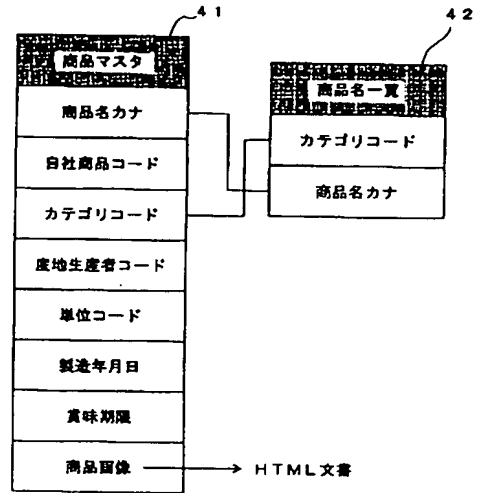 41
商品マスタ
商品名カナ
自社商品コード
カテゴリコード
産地生産者コード
単位コード
製造年月日
賞味期限
商品画像
HTML文書
42
商品名一覧
カテゴリコード
商品名カナ